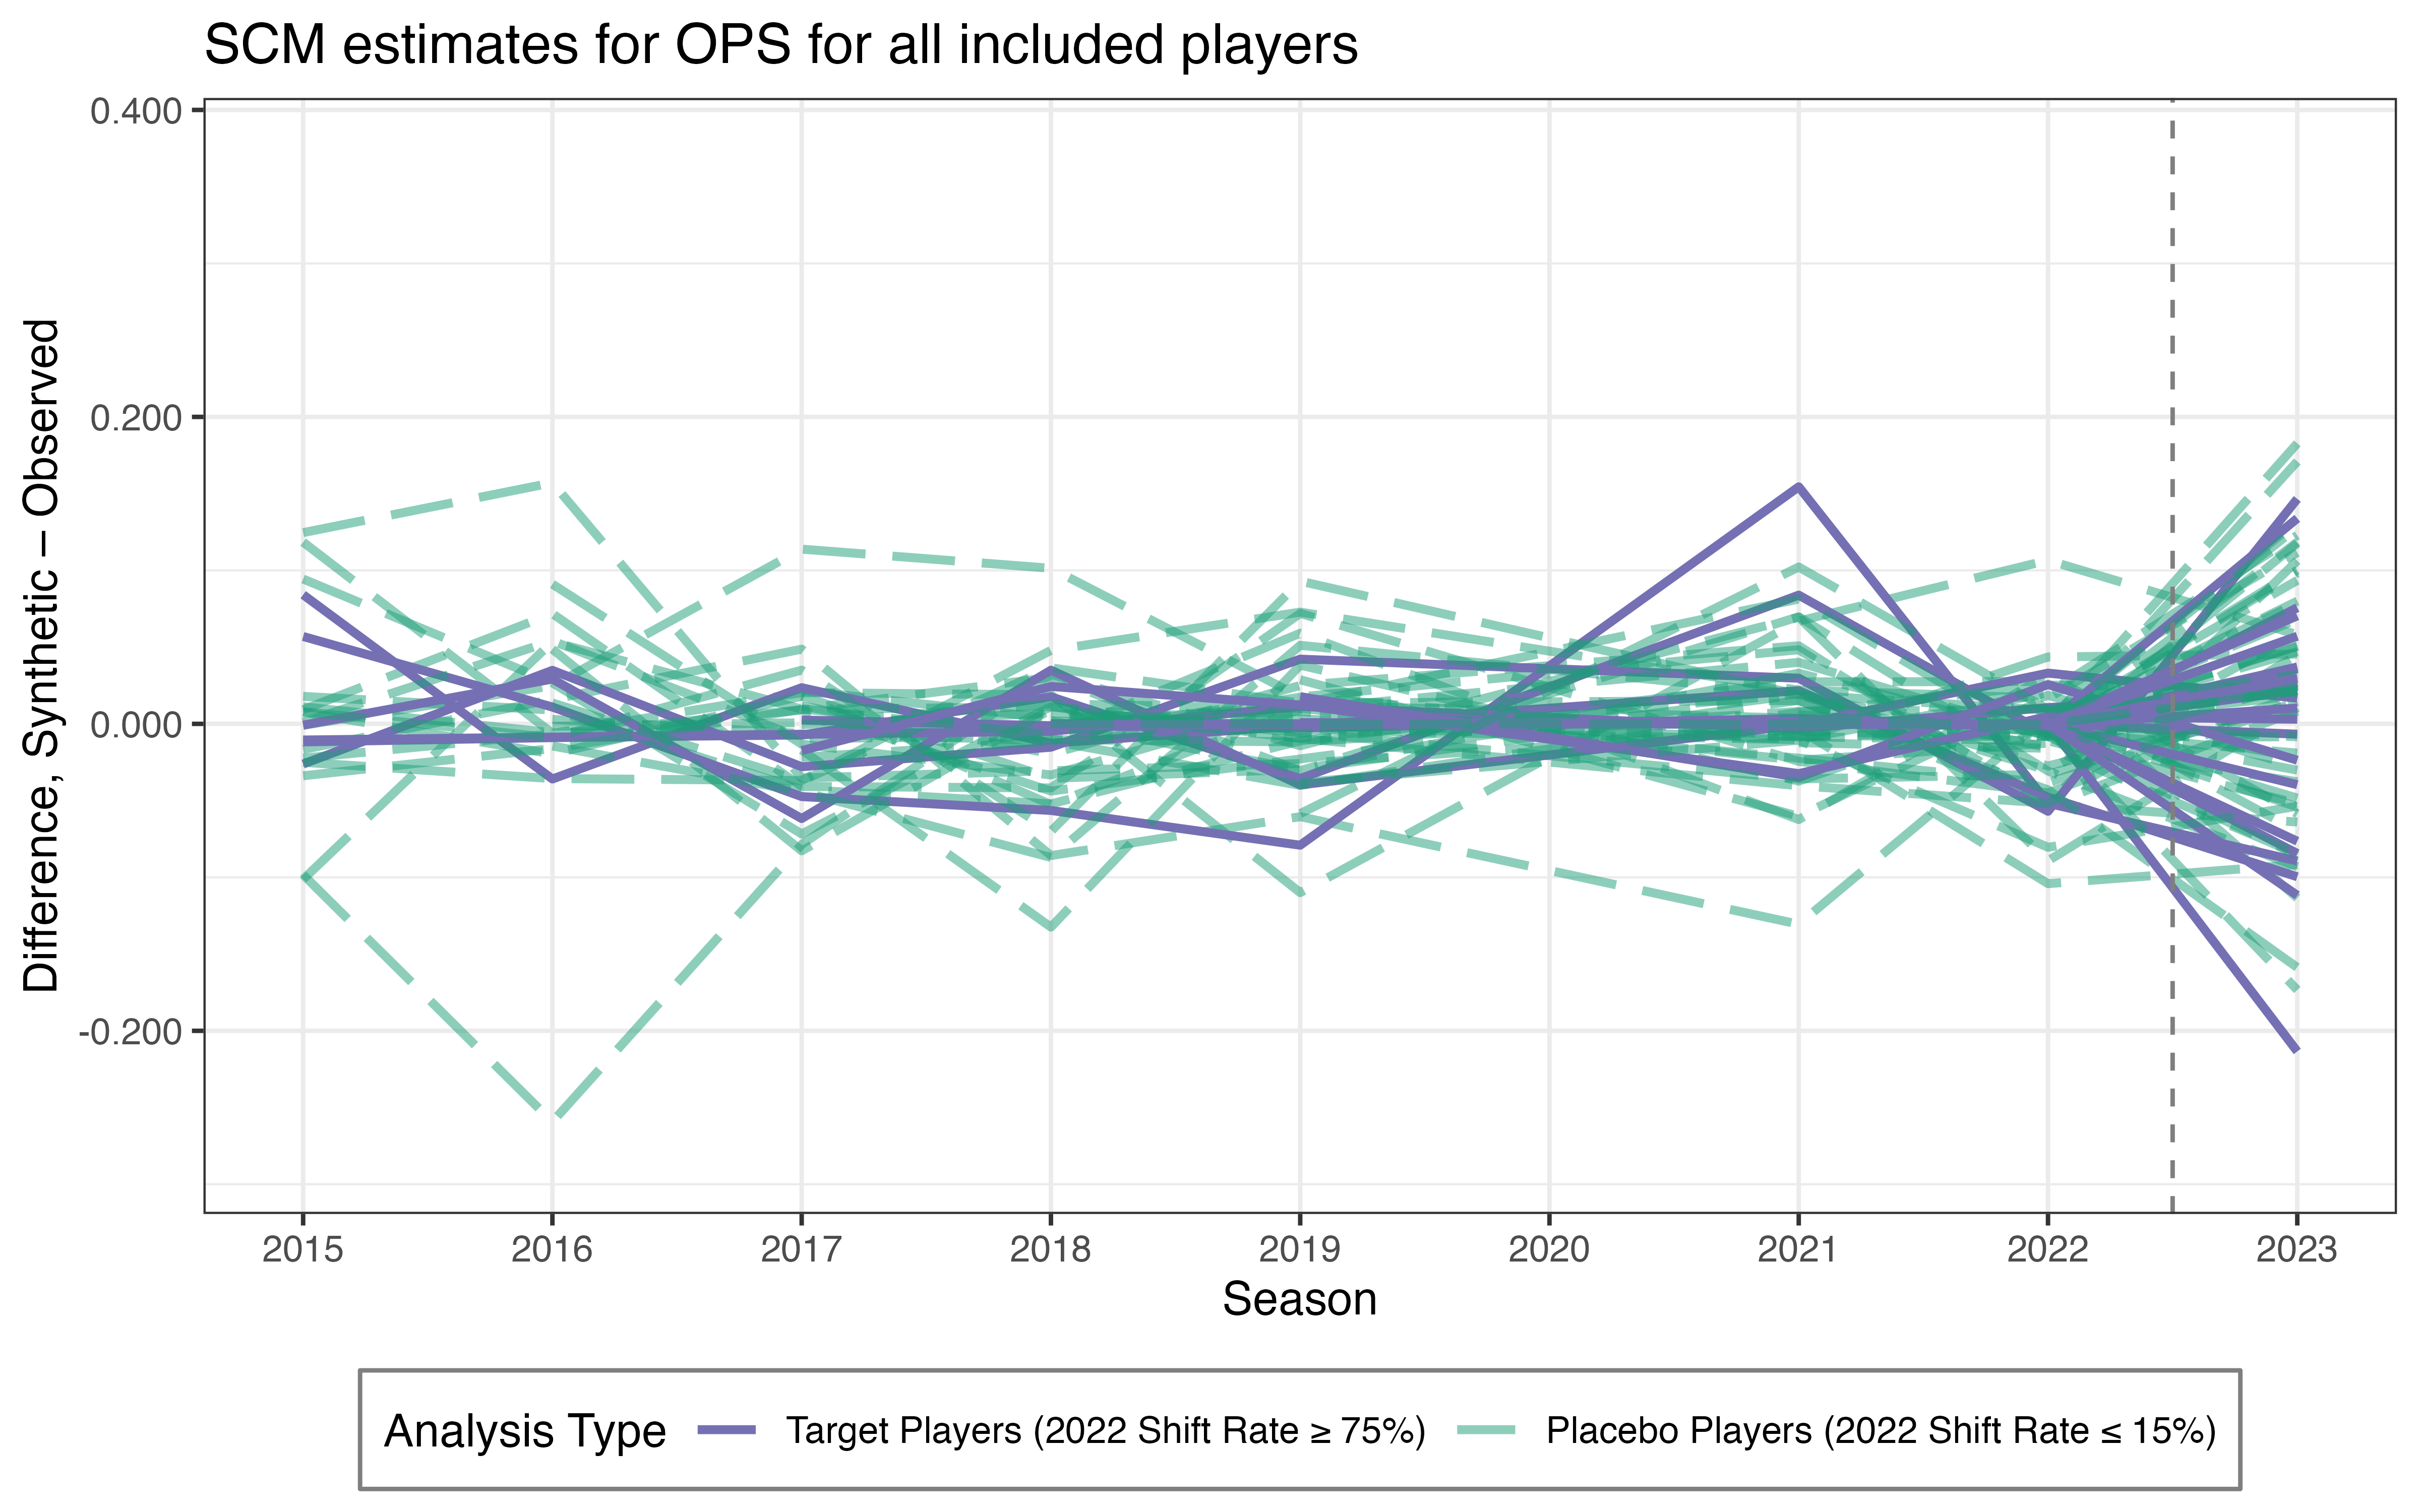 SCM estimates for OPS for all included players
Difference, Synthetic − Observed
0.400
0.200
0.000
-0.200
2015 2016 2017 2018 2019 2020 2021 2022 2023
Season
Analysis Type Target Players (2022 Shift Rate ≥ 75%) Placebo Players (2022 Shift Rate ≤ 15%)